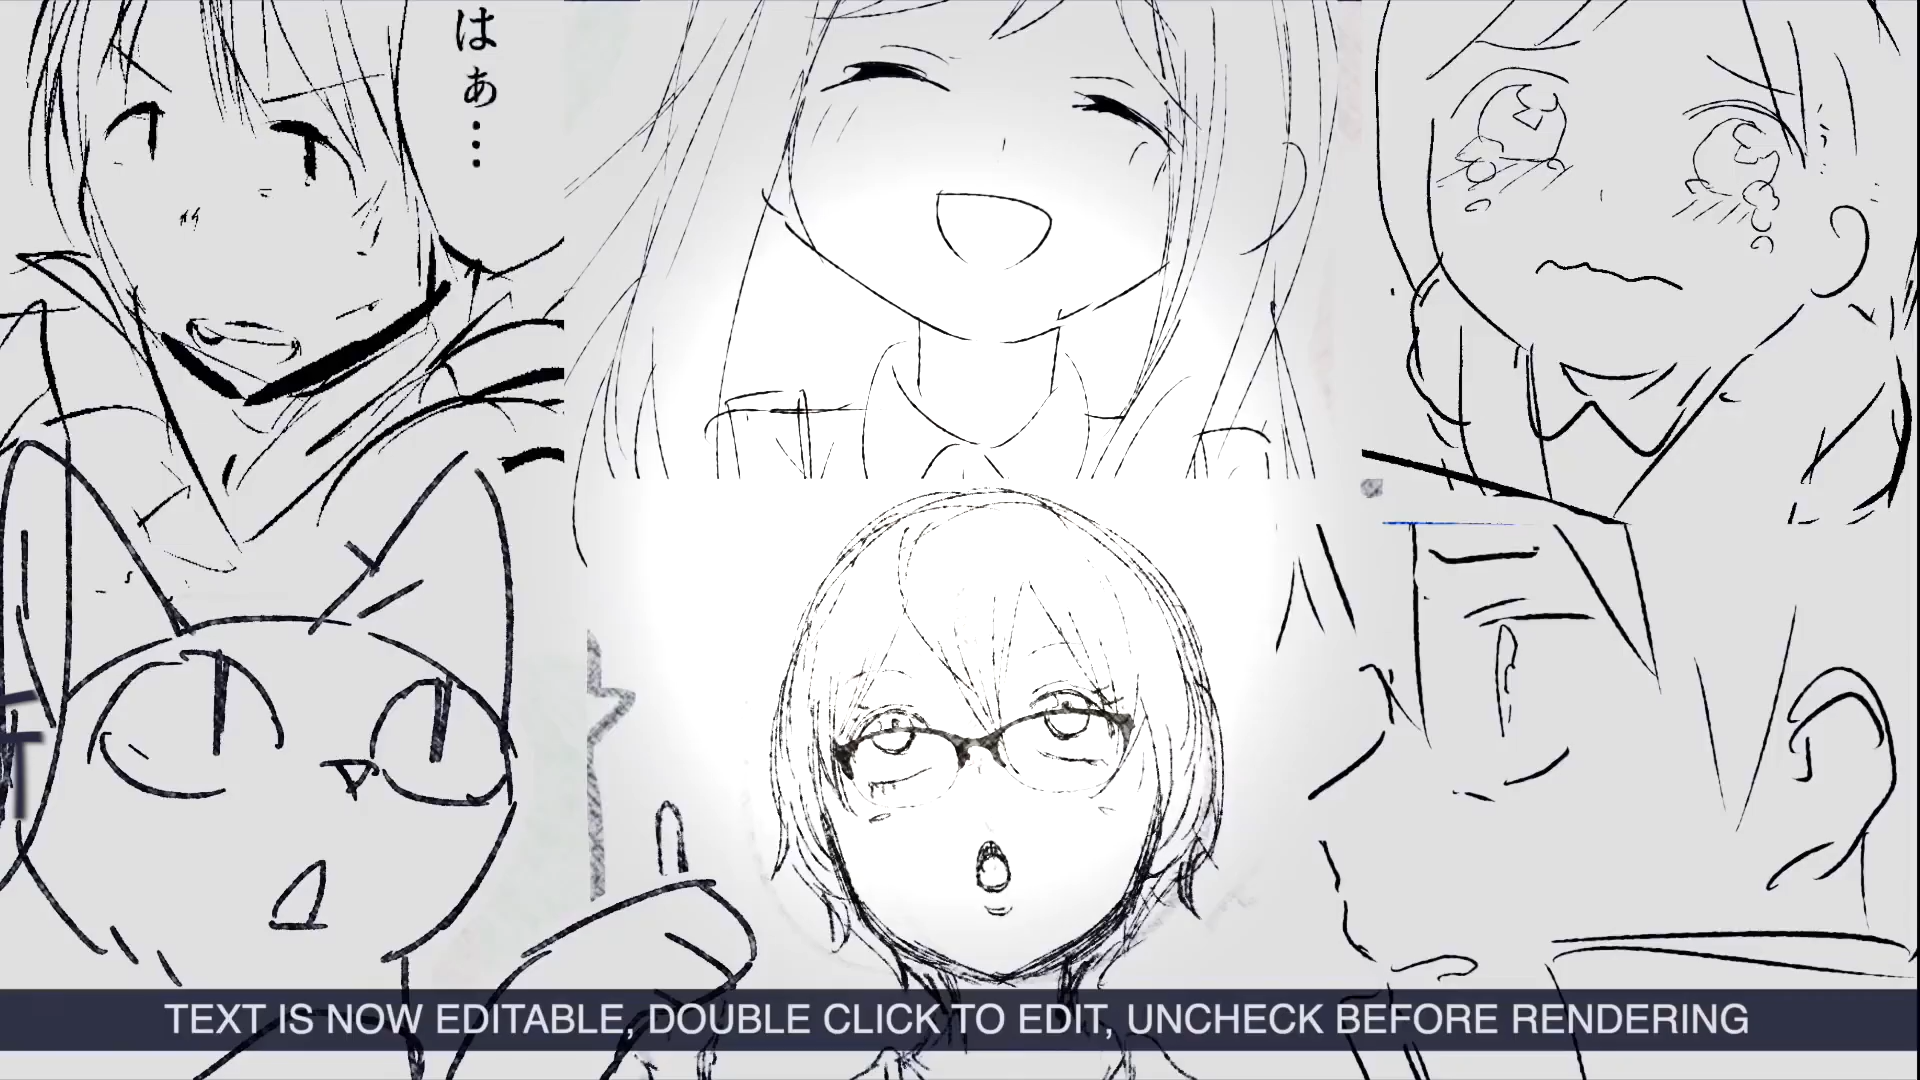 はぁ…
TEXT IS NOW EDITABLE, DOUBLE CLICK TO EDIT, UNCHECK BEFORE RENDERING